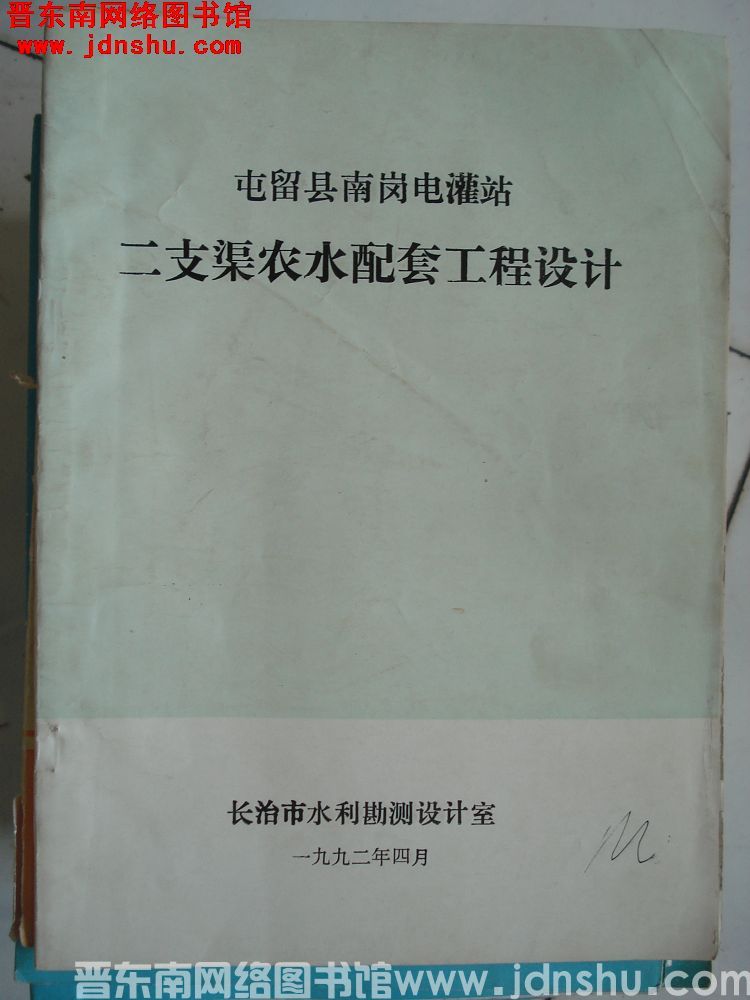 晋东南网络图书馆
www.jdnshu.com
屯留县南岗电灌站
二支渠农水配套工程设计
长治市水利勘测设计室
一九九二年四月
晋东南网络图书馆 www.jdnshu.com